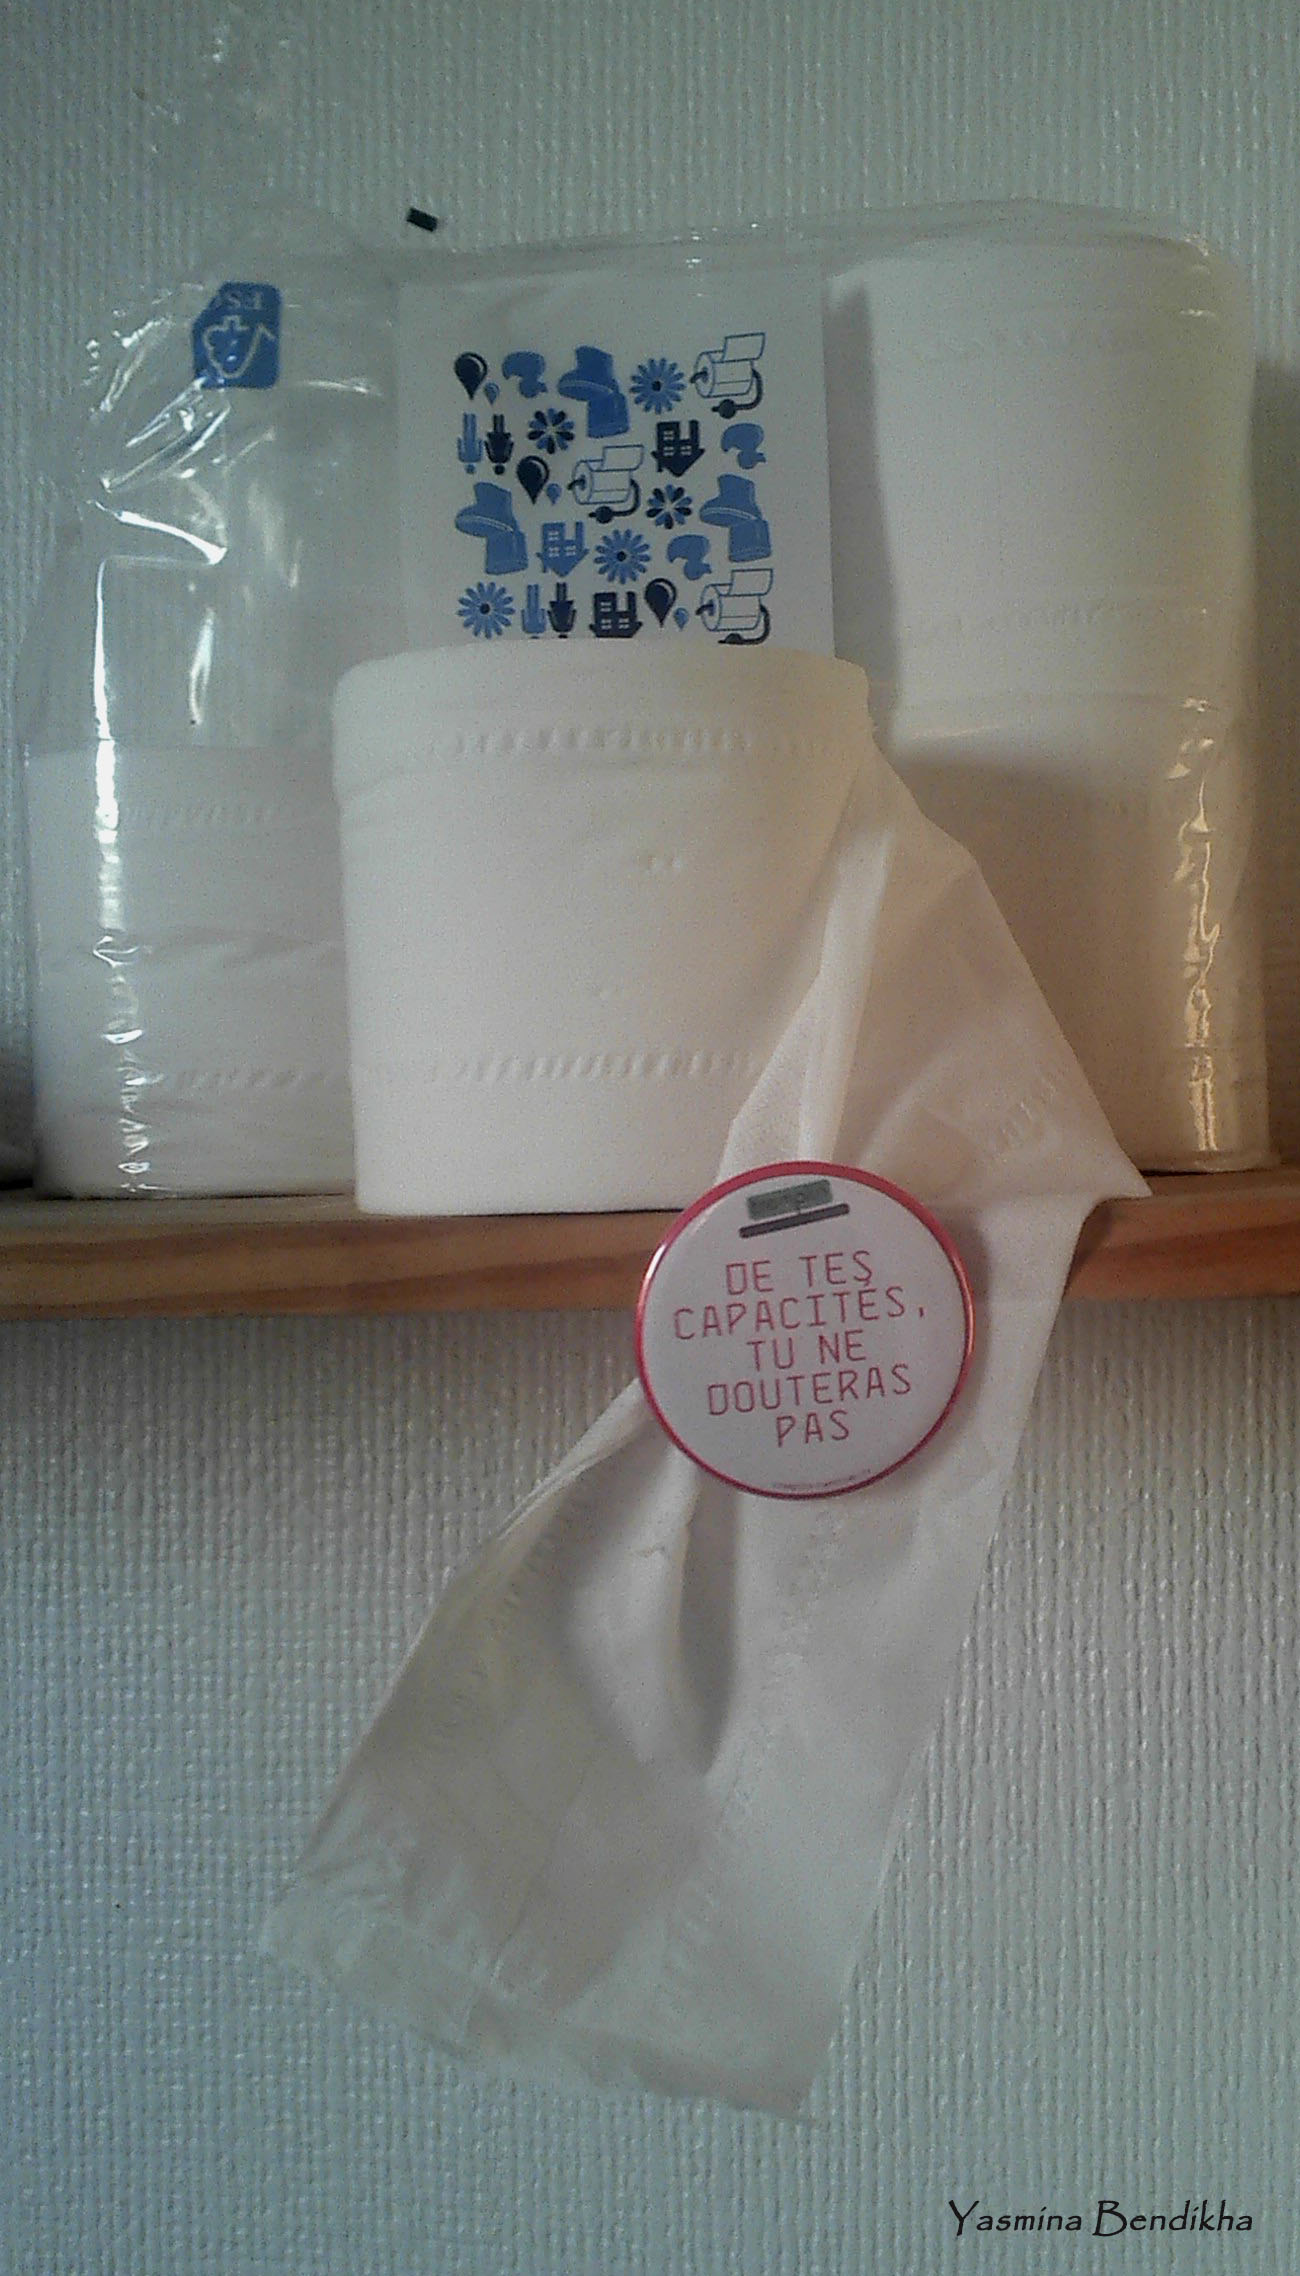 DE TES
CAPACITÉS,
TU NE
DOUTERAS
PAS
Yasmina Bendikha